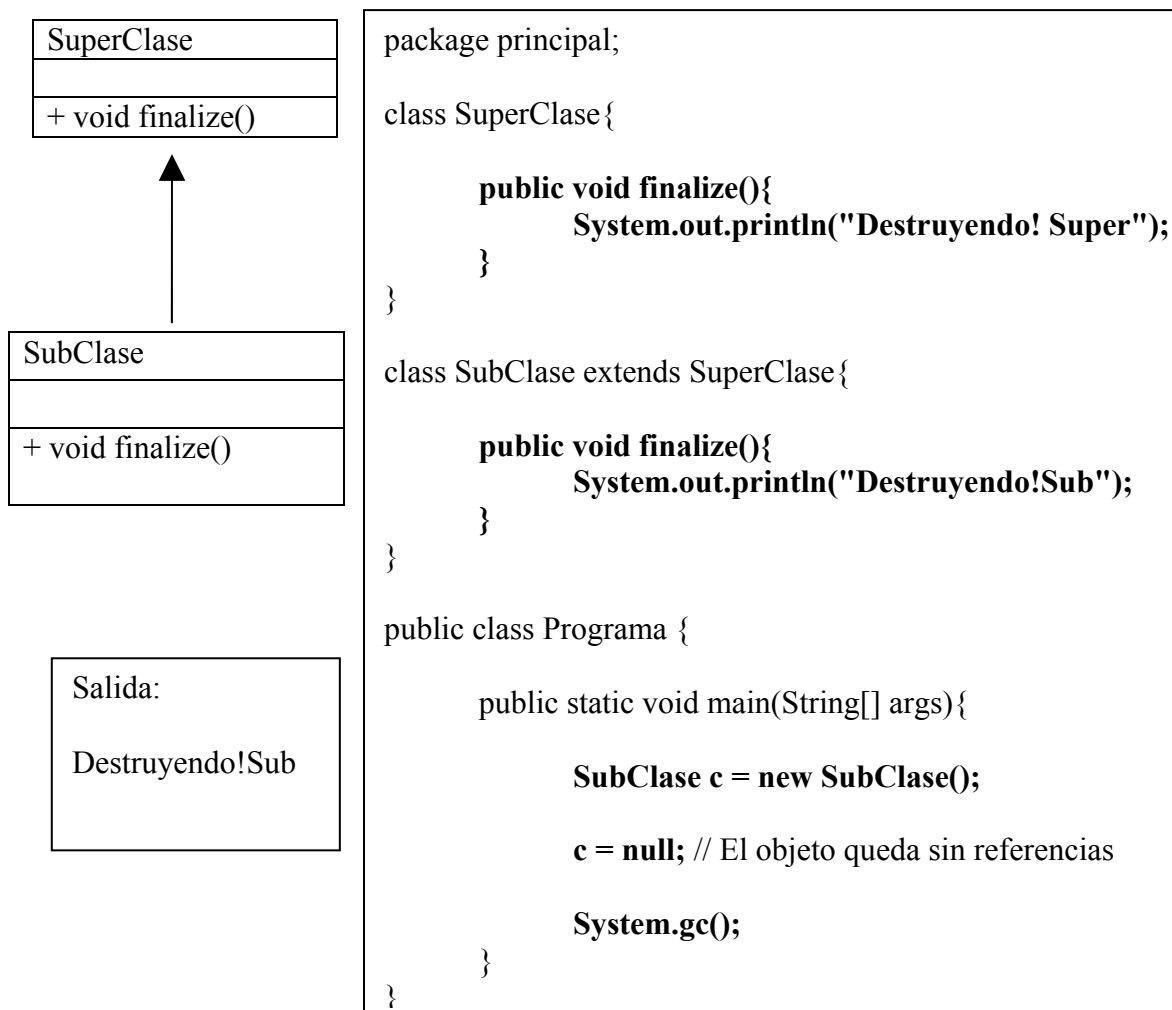 SuperClase
+ void finalize()
SubClase
+ void finalize()
Salida:
Destruyendo!Sub
package principal;
class SuperClase{
public void finalize(){
System.out.println("Destruyendo! Super");
}
}
class SubClase extends SuperClase{
public void finalize(){
System.out.println("Destruyendo!Sub");
}
}
public class Programa {
public static void main(String[] args){
SubClase c = new SubClase();
c = null; // El objeto queda sin referencias
System.gc();
}
}